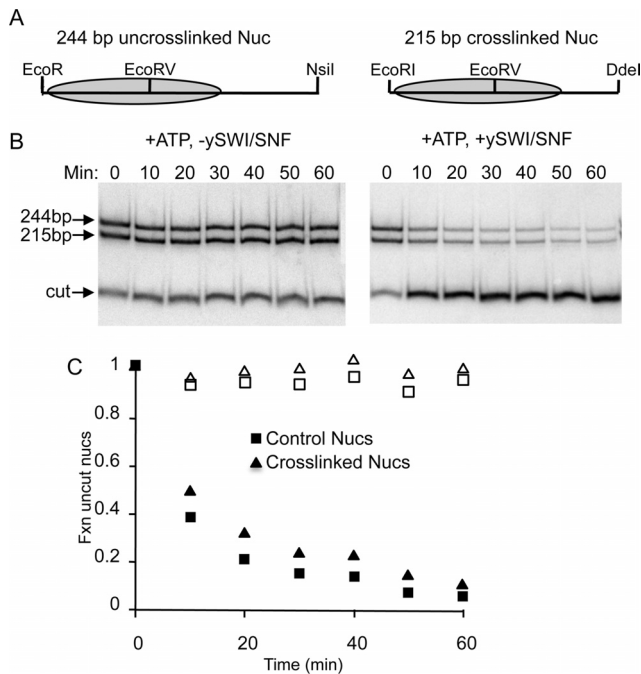 A
244 bp uncrosslinked Nuc
215 bp crosslinked Nuc
EcoR
EcoRV
NsiI
EcoRI
EcoRV
DdeI
B
+ATP, -ySWI/SNF
+ATP, +ySWI/SNF
Min: 0 10 20 30 40 50 60
0 10 20 30 40 50 60
244bp
215bp
cut
C
1
0.8
0.6
0.4
0.2
0
Fxn uncut nucs
Control Nucs
Crosslinked Nucs
0 20 40 60
Time (min)